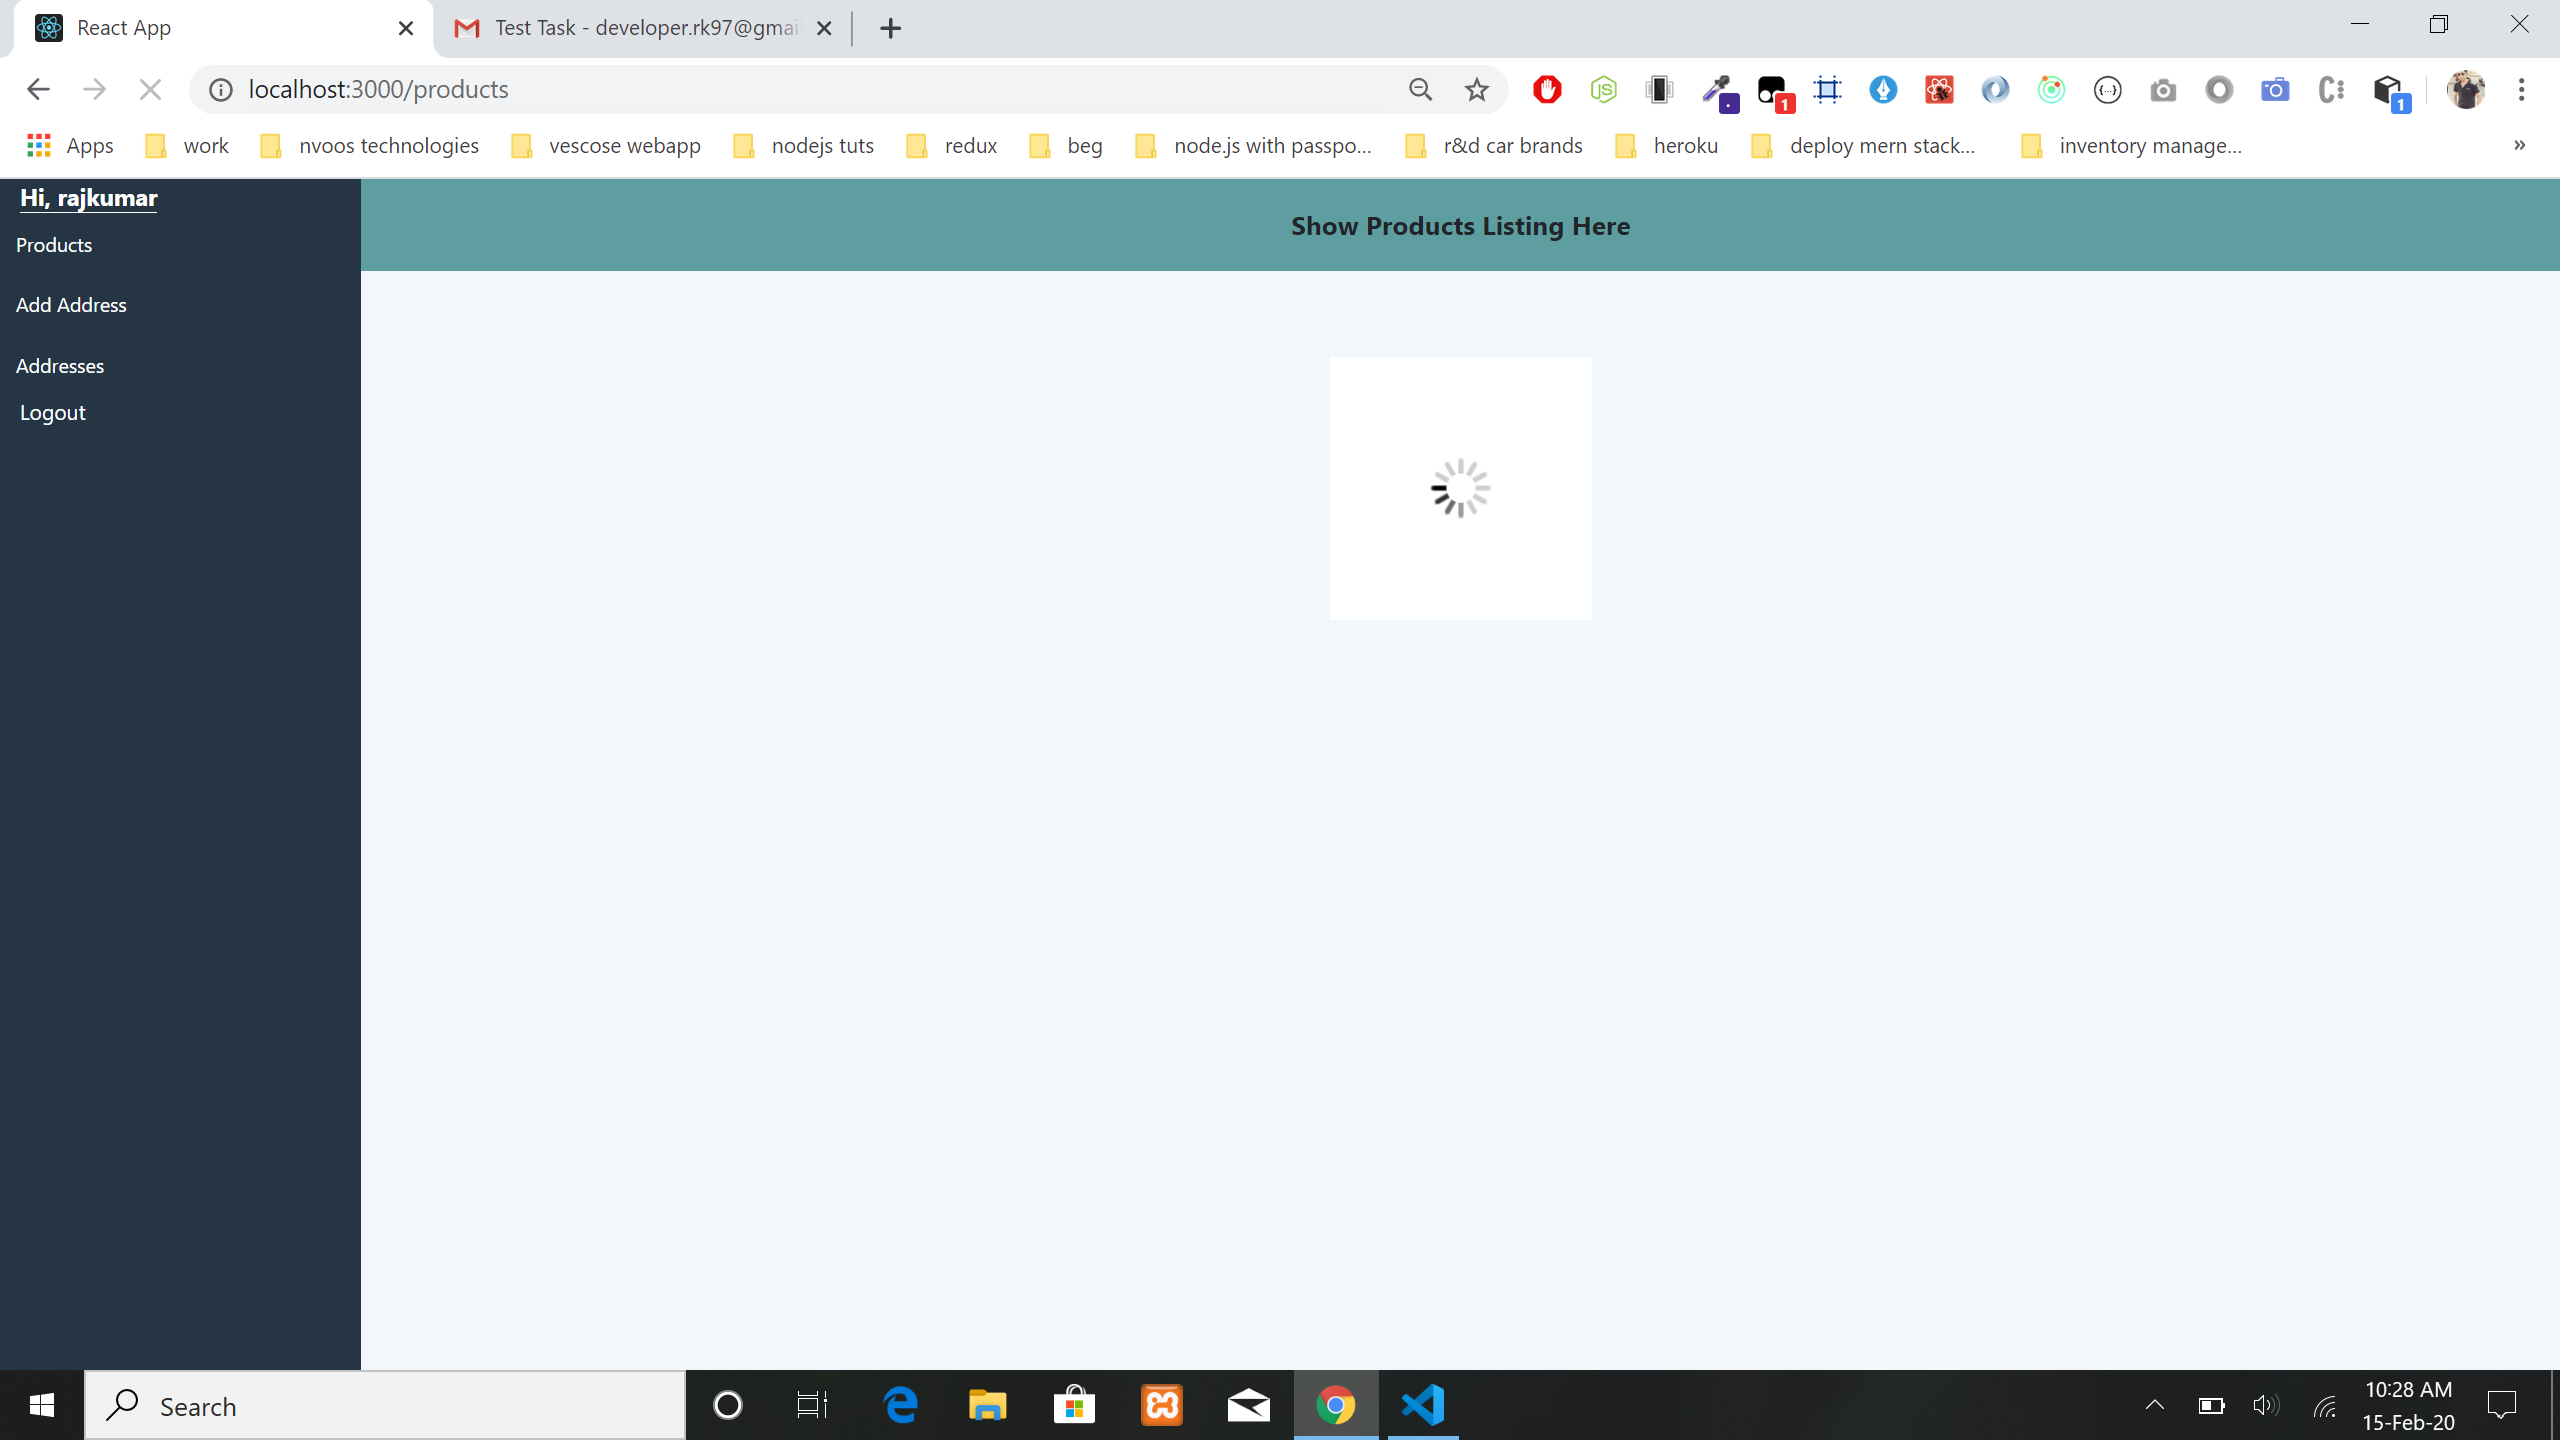 React App
Test Task - developer.rk97@gmai
localhost:3000/products
1
1
Apps
work
nvoos technologies
vescose webapp
nodejs tuts
redux
beg
node.js with passpo...
r&d car brands
heroku
deploy mern stack...
inventory manage...
»
Hi, rajkumar
Show Products Listing Here
Products
Add Address
Addresses
Logout
Search
10:28 AM
15-Feb-20